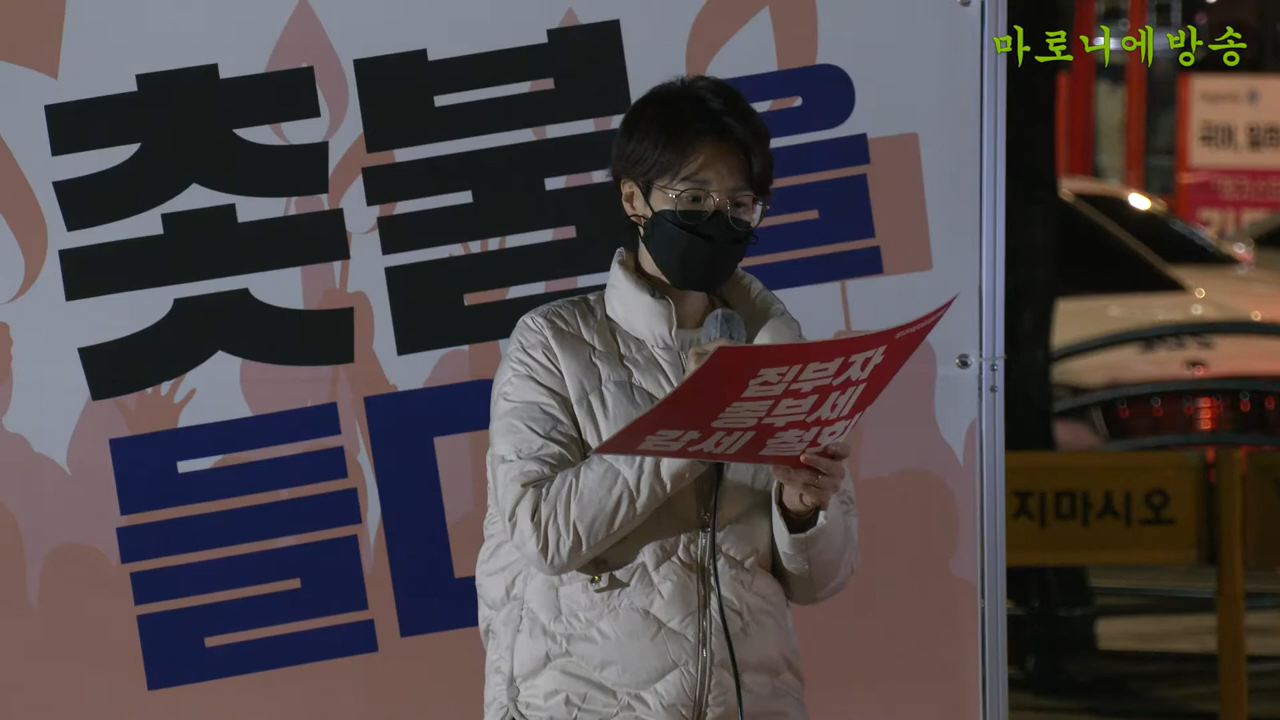 촛불을
들다
마로니에방송
집부자
종부세
감세 철회
지마시오